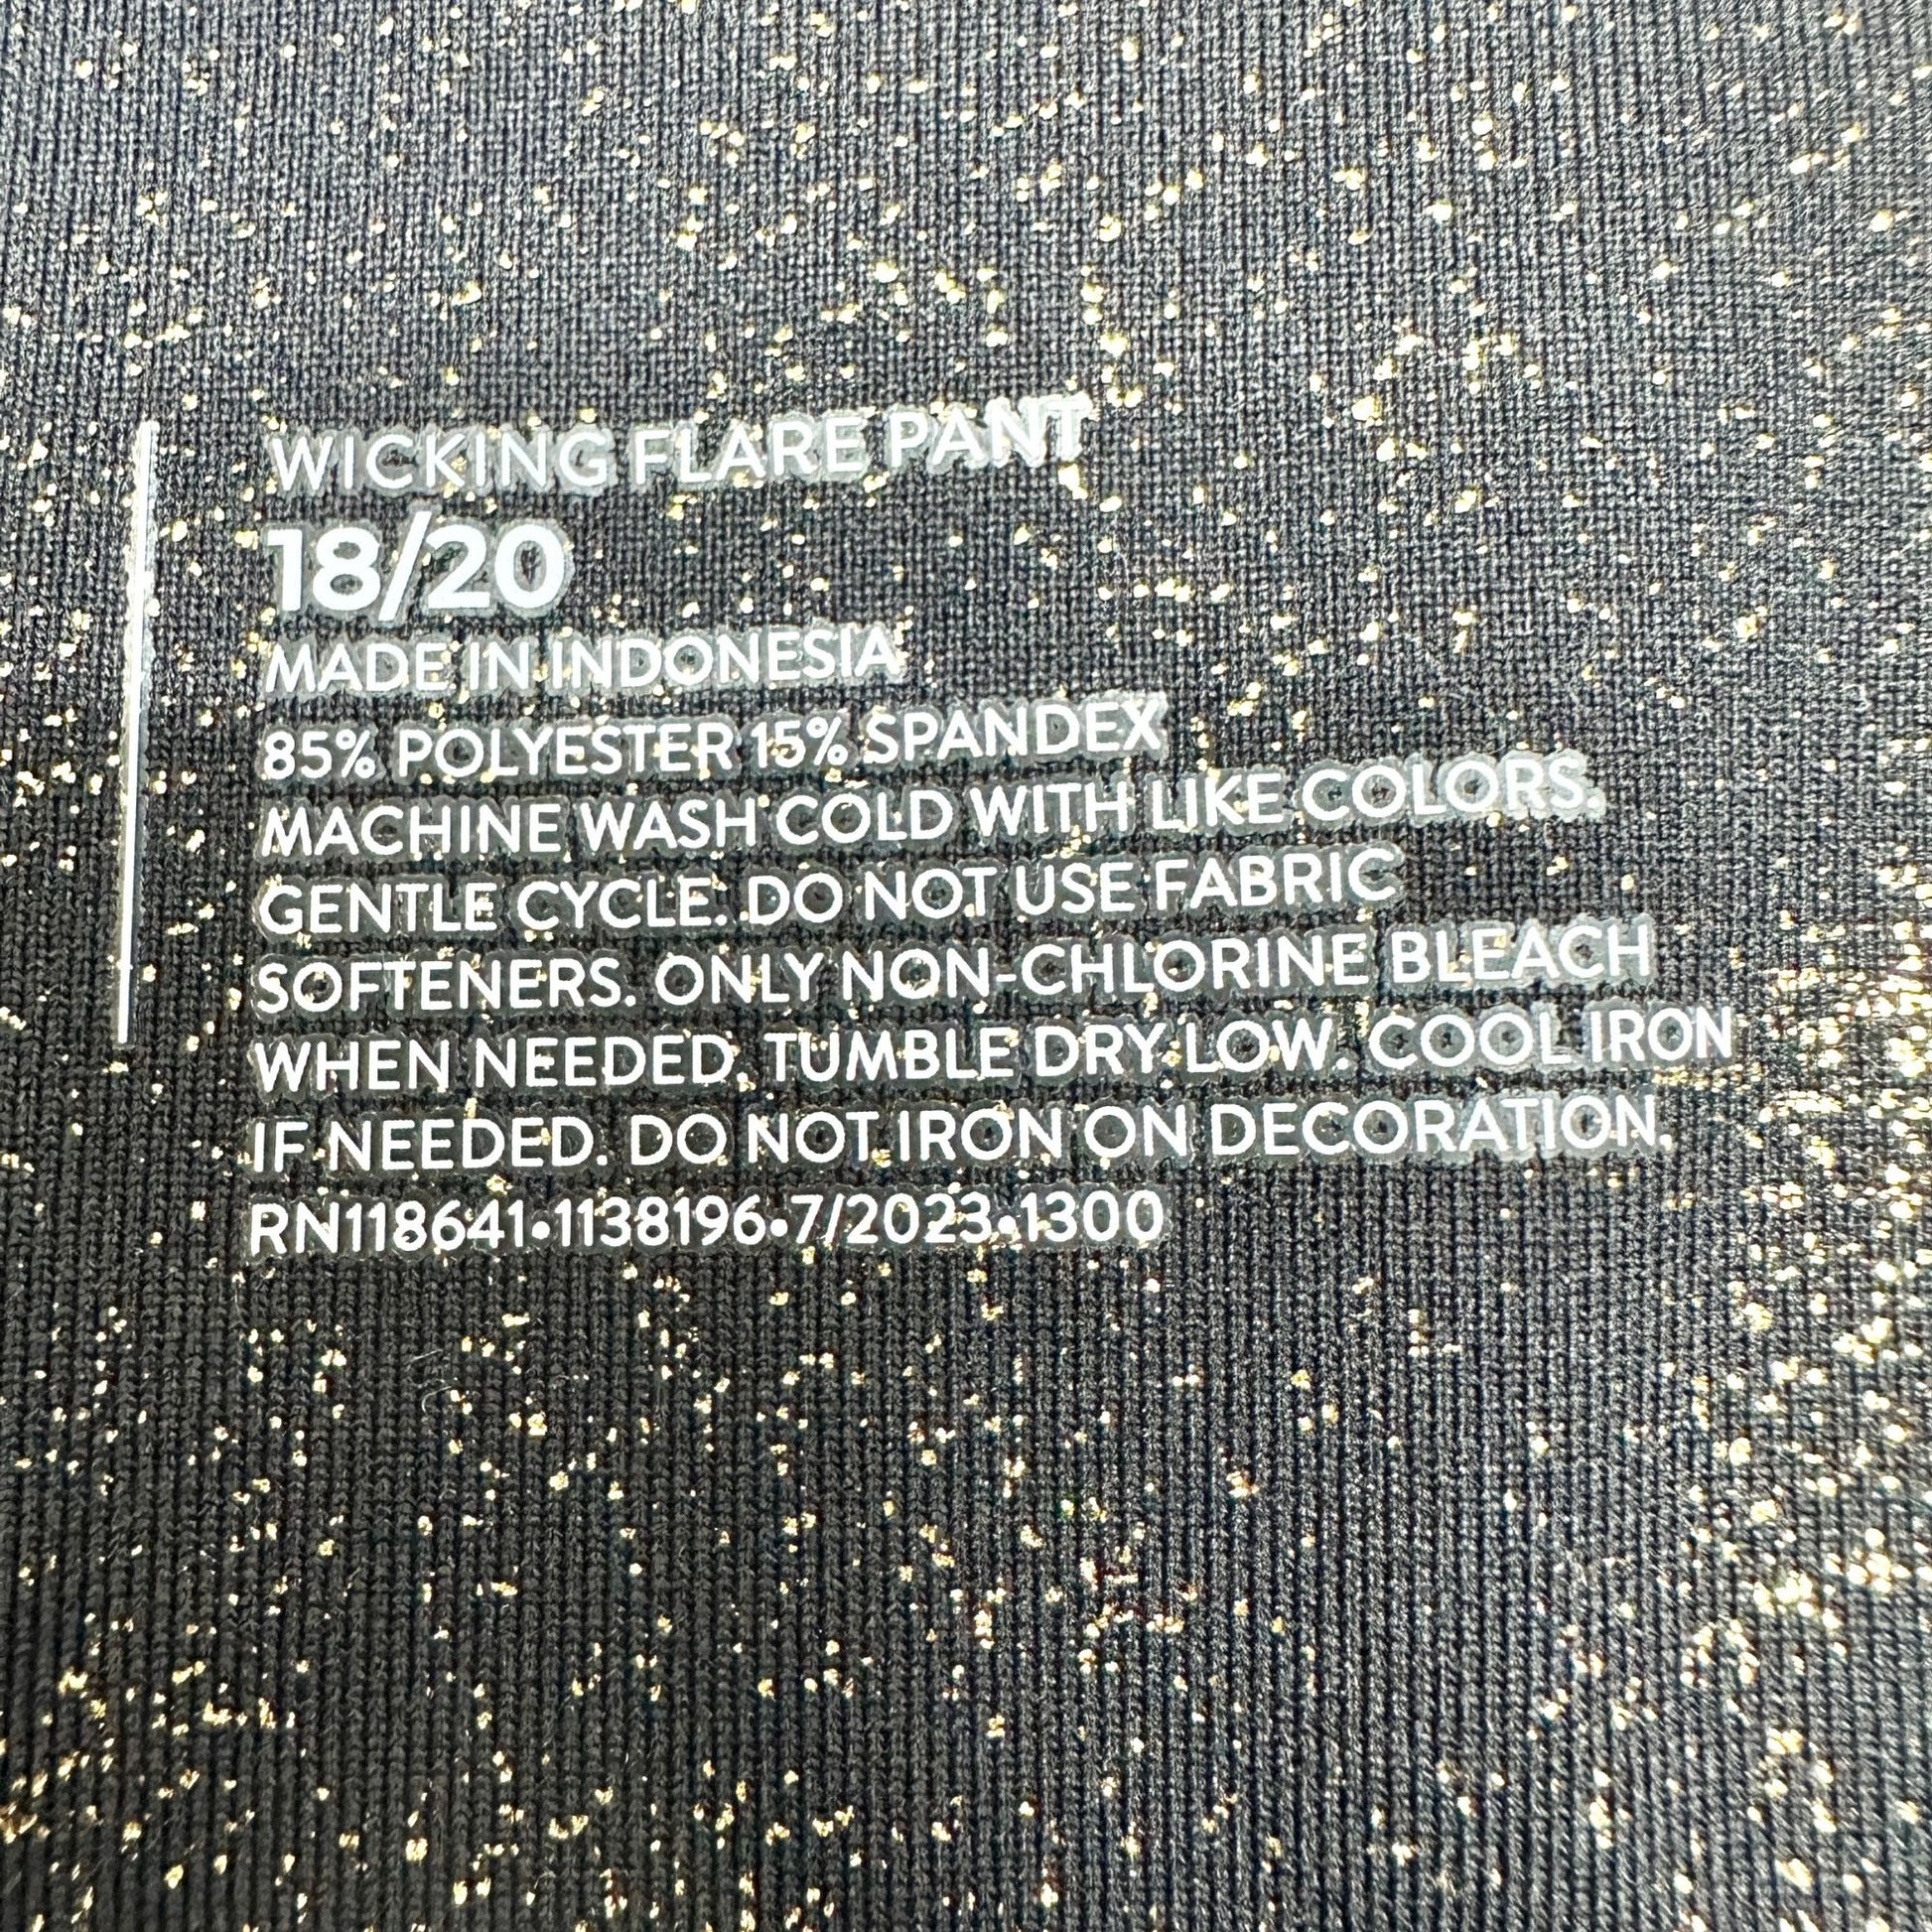 WICKING FLARE PANT
18/20
MADE IN INDONESIA
85% POLYESTER 15% SPANDEX
MACHINE WASH COLD WITH LIKE COLORS.
GENTLE CYCLE. DO NOT USE FABRIC
SOFTENERS. ONLY NON-CHLORINE BLEACH
WHEN NEEDED. TUMBLE DRY LOW. COOL IRON
IF NEEDED. DO NOT IRON ON DECORATION.
RN118641•1138196•7/2023•1300